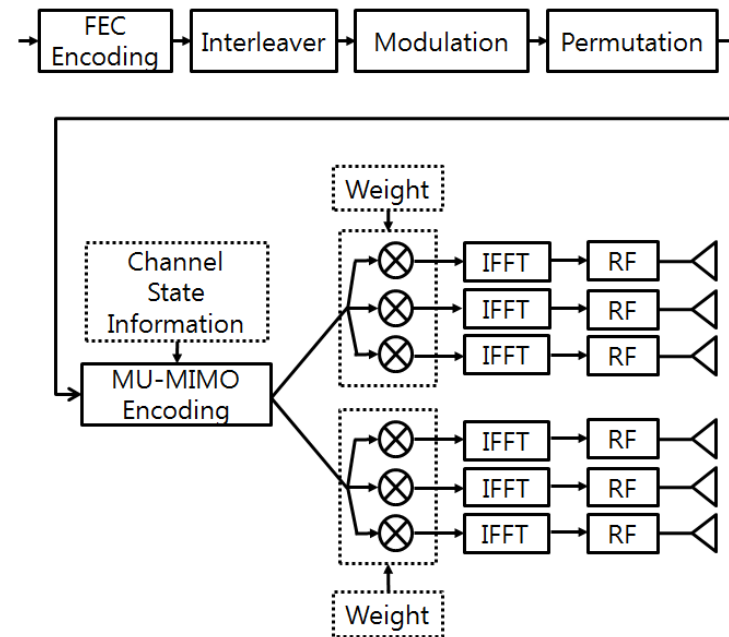 FEC
Encoding
Interleaver
Modulation
Permutation
Weight
Channel
State
Information
MU-MIMO
Encoding
IFFT
RF
IFFT
RF
IFFT
RF
IFFT
RF
IFFT
RF
IFFT
RF
Weight